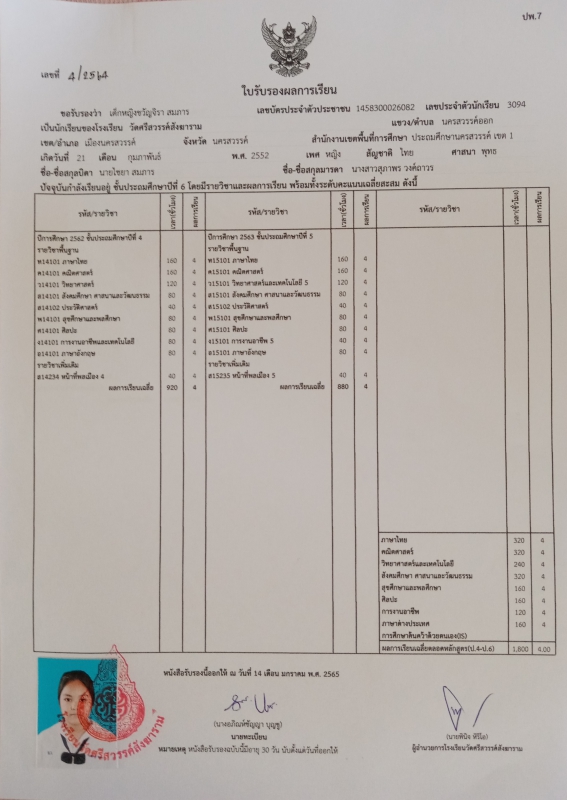 ปพ.7
เลขที่ 4/2564
ใบรับรองผลการเรียน
ขอรับรองว่า เด็กหญิงขวัญจิรา สมภาร เลขบัตรประจำตัวประชาชน 1458300026082 เลขประจำตัวนักเรียน 3094
เป็นนักเรียนของโรงเรียน วัดศรีสวรรค์สังฆาราม แขวง/ตำบล นครสวรรค์ออก
เขต/อำเภอ เมืองนครสวรรค์ จังหวัด นครสวรรค์ สำนักงานเขตพื้นที่การศึกษา ประถมศึกษานครสวรรค์ เขต 1
เกิดวันที่ 21 เดือน กุมภาพันธ์ พ.ศ. 2552 เพศ หญิง สัญชาติ ไทย ศาสนา พุทธ
ชื่อ-ชื่อสกุลบิดา นายไชยา สมภาร ชื่อ-ชื่อสกุลมารดา นางสาวสุภาพร วงค์ถาวร
ปัจจุบันกำลังเรียนอยู่ ชั้นประถมศึกษาปีที่ 6 โดยมีรายวิชาและผลการเรียน พร้อมทั้งระดับคะแนนเฉลี่ยสะสม ดังนี้
รหัส/รายวิชา เวลา(ชั่วโมง) ผลการเรียน รหัส/รายวิชา เวลา(ชั่วโมง) ผลการเรียน รหัส/รายวิชา เวลา(ชั่วโมง) ผลการเรียน
ปีการศึกษา 2562 ชั้นประถมศึกษาปีที่ 4 ปีการศึกษา 2563 ชั้นประถมศึกษาปีที่ 5
รายวิชาพื้นฐาน รายวิชาพื้นฐาน
ท14101 ภาษาไทย 160 4 ท15101 ภาษาไทย 160 4
ค14101 คณิตศาสตร์ 160 4 ค15101 คณิตศาสตร์ 160 4
ว14101 วิทยาศาสตร์ 120 4 ว15101 วิทยาศาสตร์และเทคโนโลยี 5 120 4
ส14101 สังคมศึกษา ศาสนาและวัฒนธรรม 80 4 ส15101 สังคมศึกษา ศาสนาและวัฒนธรรม 80 4
ส14102 ประวัติศาสตร์ 40 4 ส15102 ประวัติศาสตร์ 40 4
พ14101 สุขศึกษาและพลศึกษา 80 4 พ15101 สุขศึกษาและพลศึกษา 80 4
ศ14101 ศิลปะ 80 4 ศ15101 ศิลปะ 80 4
ง14101 การงานอาชีพและเทคโนโลยี 80 4 ง15101 การงานอาชีพ 5 40 4
อ14101 ภาษาอังกฤษ 80 4 อ15101 ภาษาอังกฤษ 80 4
รายวิชาเพิ่มเติม รายวิชาเพิ่มเติม
ส14234 หน้าที่พลเมือง 4 40 4 ส15235 หน้าที่พลเมือง 5 40 4
ผลการเรียนเฉลี่ย 920 4 ผลการเรียนเฉลี่ย 880 4
ภาษาไทย 320 4
คณิตศาสตร์ 320 4
วิทยาศาสตร์และเทคโนโลยี 240 4
สังคมศึกษา ศาสนาและวัฒนธรรม 320 4
สุขศึกษาและพลศึกษา 160 4
ศิลปะ 160 4
การงานอาชีพ 120 4
ภาษาต่างประเทศ 160 4
การศึกษาค้นคว้าด้วยตนเอง(IS)
ผลการเรียนเฉลี่ยตลอดหลักสูตร(ป.4-ป.6) 1,800 4.00
หนังสือรับรองนี้ออกให้ ณ วันที่ 14 เดือน มกราคม พ.ศ. 2565
วัดศรีสวรรค์สังฆาราม
นายทะเบียน
หมายเหตุ หนังสือรับรองฉบับนี้มีอายุ 30 วัน นับตั้งแต่วันที่ออกให้
ผู้อำนวยการโรงเรียนวัดศรีสวรรค์สังฆาราม